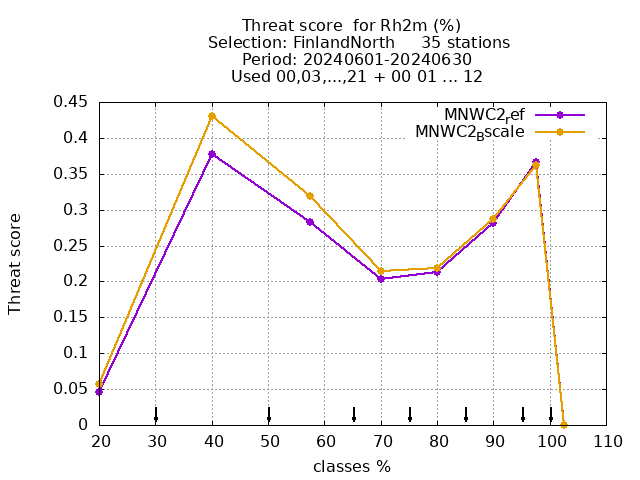 Threat score  for Rh2m (%)
Selection: FinlandNorth     35 stations
Period: 20240601-20240630
Used 00,03,...,21 + 00 01 ... 12
MNWC2ref
MNWC2Bscale
0.45
0.4
0.35
0.3
0.25
0.2
0.15
0.1
0.05
0
Threat score
20 30 40 50 60 70 80 90 100 110
classes %